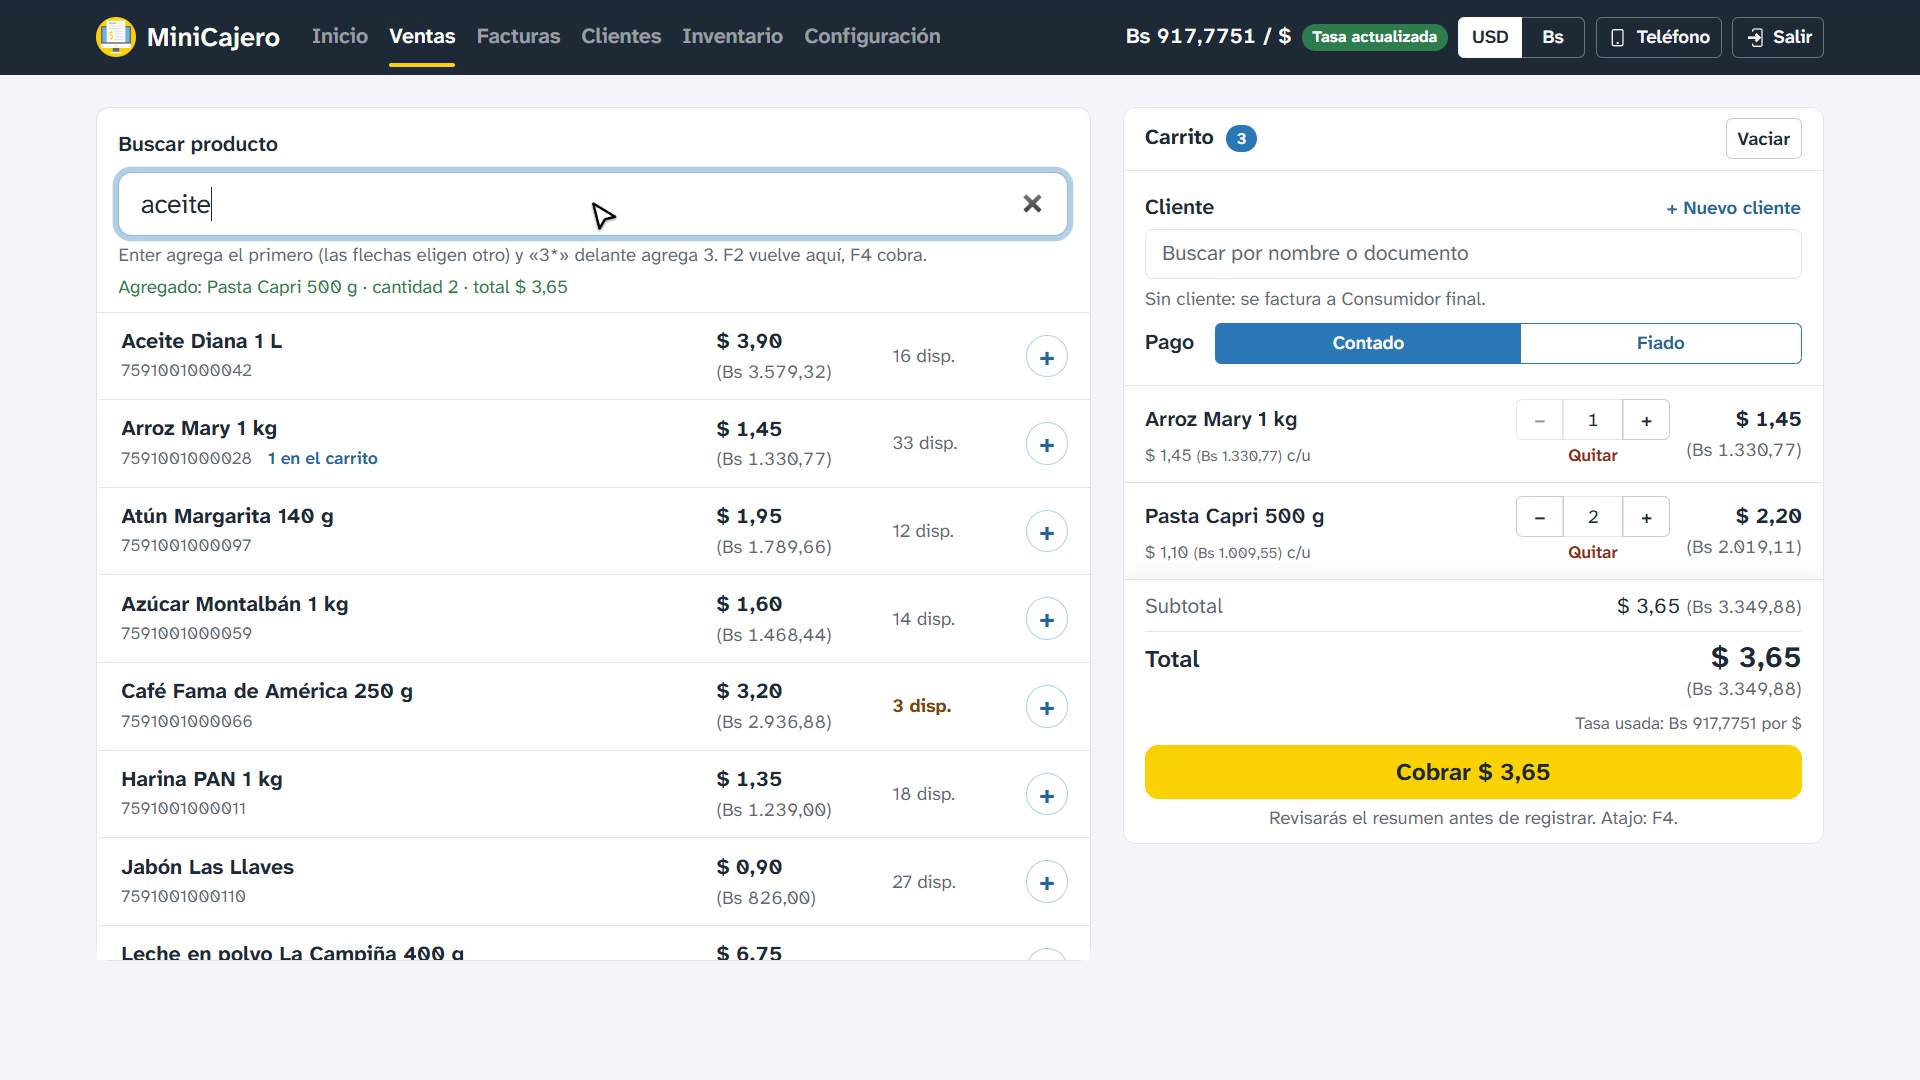 MiniCajero Inicio Ventas Facturas Clientes Inventario Configuración Bs 917,7751 / $ Tasa actualizada USD Bs Teléfono Salir
Buscar producto
aceite
Enter agrega el primero (las flechas eligen otro) y «3*» delante agrega 3. F2 vuelve aquí, F4 cobra.
Agregado: Pasta Capri 500 g · cantidad 2 · total $ 3,65
Aceite Diana 1 L $ 3,90 16 disp. +
7591001000042 (Bs 3.579,32)
Arroz Mary 1 kg $ 1,45 33 disp. +
7591001000028 1 en el carrito (Bs 1.330,77)
Atún Margarita 140 g $ 1,95 12 disp. +
7591001000097 (Bs 1.789,66)
Azúcar Montalbán 1 kg $ 1,60 14 disp. +
7591001000059 (Bs 1.468,44)
Café Fama de América 250 g $ 3,20 3 disp. +
7591001000066 (Bs 2.936,88)
Harina PAN 1 kg $ 1,35 18 disp. +
7591001000011 (Bs 1.239,00)
Jabón Las Llaves $ 0,90 27 disp. +
7591001000110 (Bs 826,00)
Leche en polvo La Campiña 400 g $ 6,75
Carrito 3 Vaciar
Cliente + Nuevo cliente
Buscar por nombre o documento
Sin cliente: se factura a Consumidor final.
Pago Contado Fiado
Arroz Mary 1 kg − 1 + $ 1,45
$ 1,45 (Bs 1.330,77) c/u Quitar (Bs 1.330,77)
Pasta Capri 500 g − 2 + $ 2,20
$ 1,10 (Bs 1.009,55) c/u Quitar (Bs 2.019,11)
Subtotal $ 3,65 (Bs 3.349,88)
Total $ 3,65
(Bs 3.349,88)
Tasa usada: Bs 917,7751 por $
Cobrar $ 3,65
Revisarás el resumen antes de registrar. Atajo: F4.